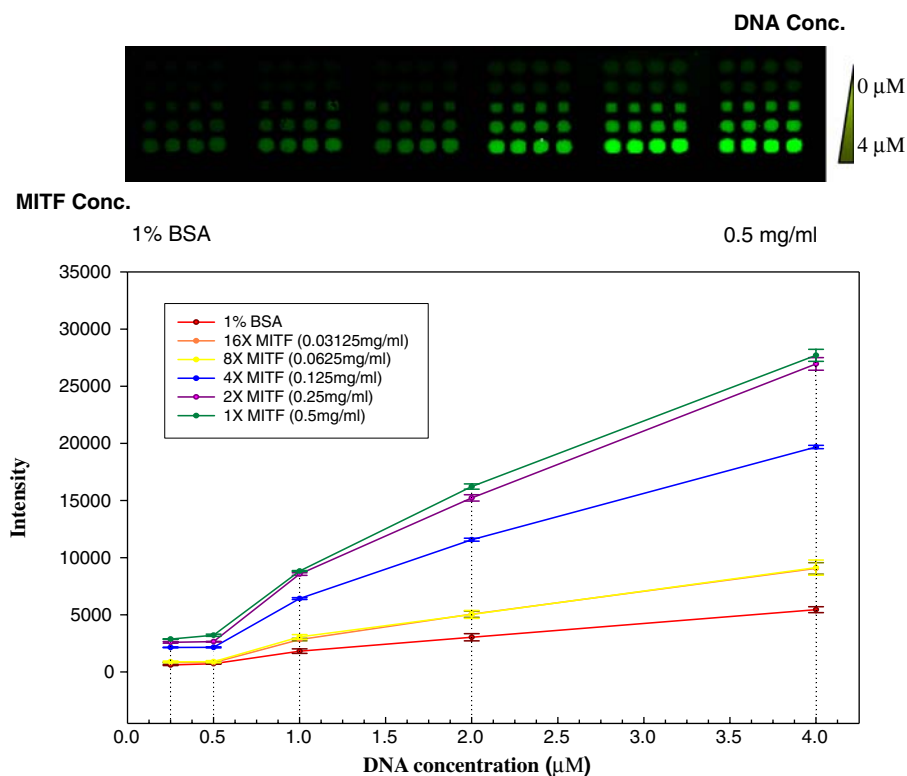 DNA Conc.
0 µM
4 µM
MITF Conc.
1% BSA
0.5 mg/ml
35000
30000
25000
20000
15000
10000
5000
0
Intensity
1% BSA
16X MITF (0.03125mg/ml)
8X MITF (0.0625mg/ml)
4X MITF (0.125mg/ml)
2X MITF (0.25mg/ml)
1X MITF (0.5mg/ml)
0.0 0.5 1.0 1.5 2.0 2.5 3.0 3.5 4.0
DNA concentration (µM)